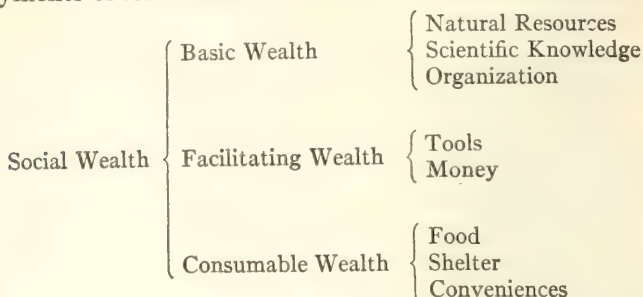 Natural Resources
Basic Wealth Scientific Knowledge
Organization
Social Wealth Facilitating Wealth Tools
Money
Food
Consumable Wealth Shelter
Conveniences